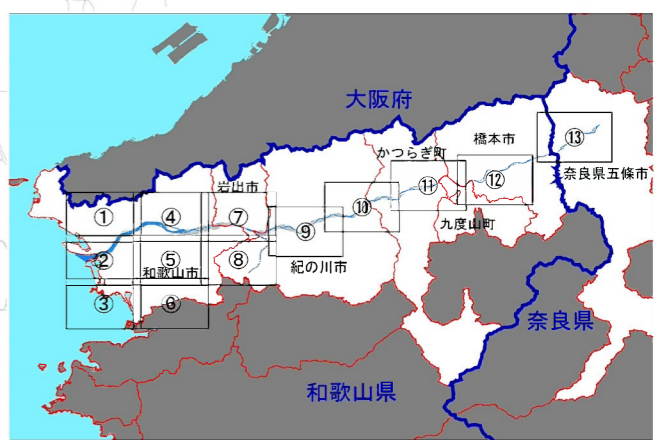 大阪府
橋本市
⑬
かつらぎ町
奈良県五條市
岩出市
⑪
⑫
⑩
①
④
⑦
⑨
九度山町
②
⑤
⑧
和歌山市
紀の川市
③
⑥
奈良県
和歌山県